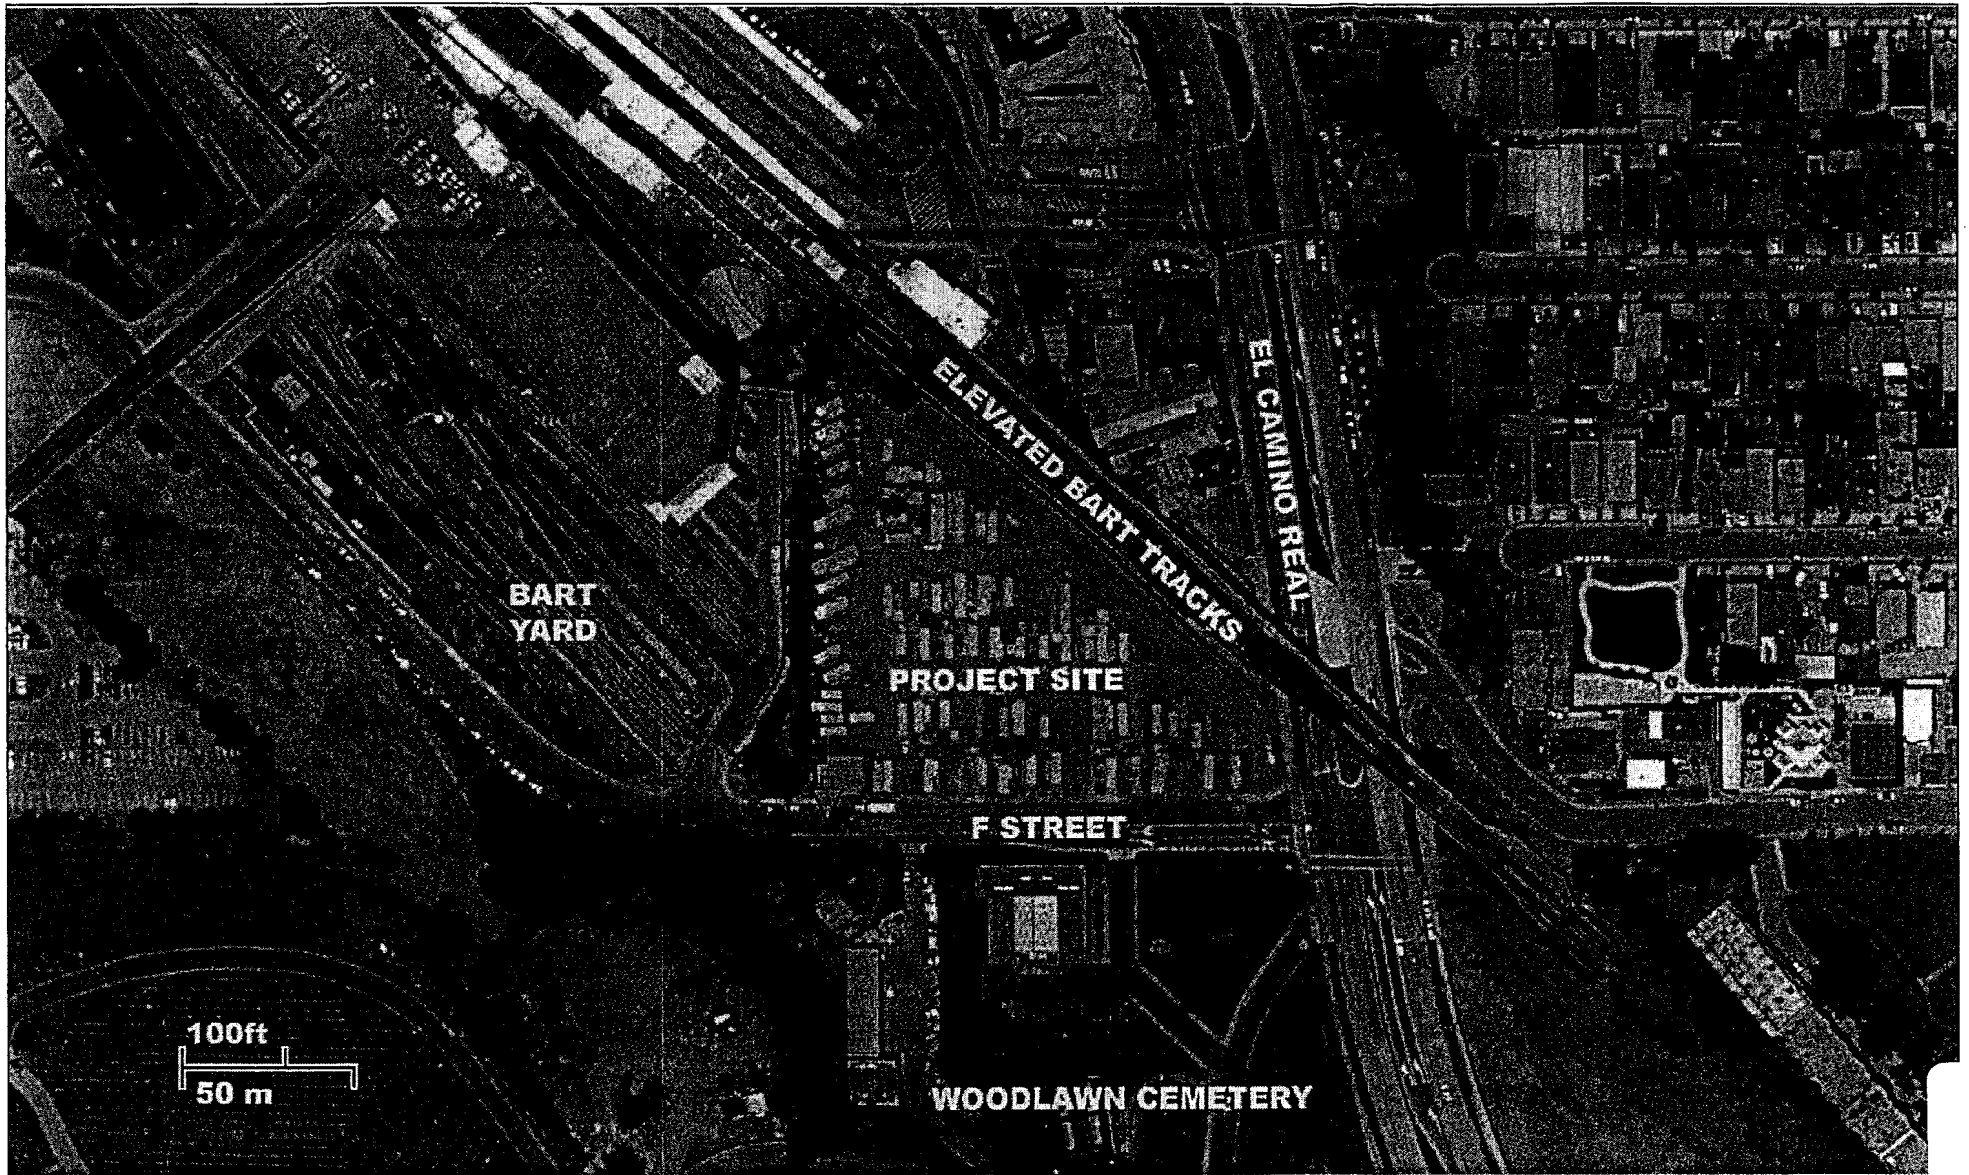 ELEVATED BART TRACKS
EL CAMINO REAL
BART
YARD
PROJECT SITE
F STREET
100ft
50 m
WOODLAWN CEMETERY